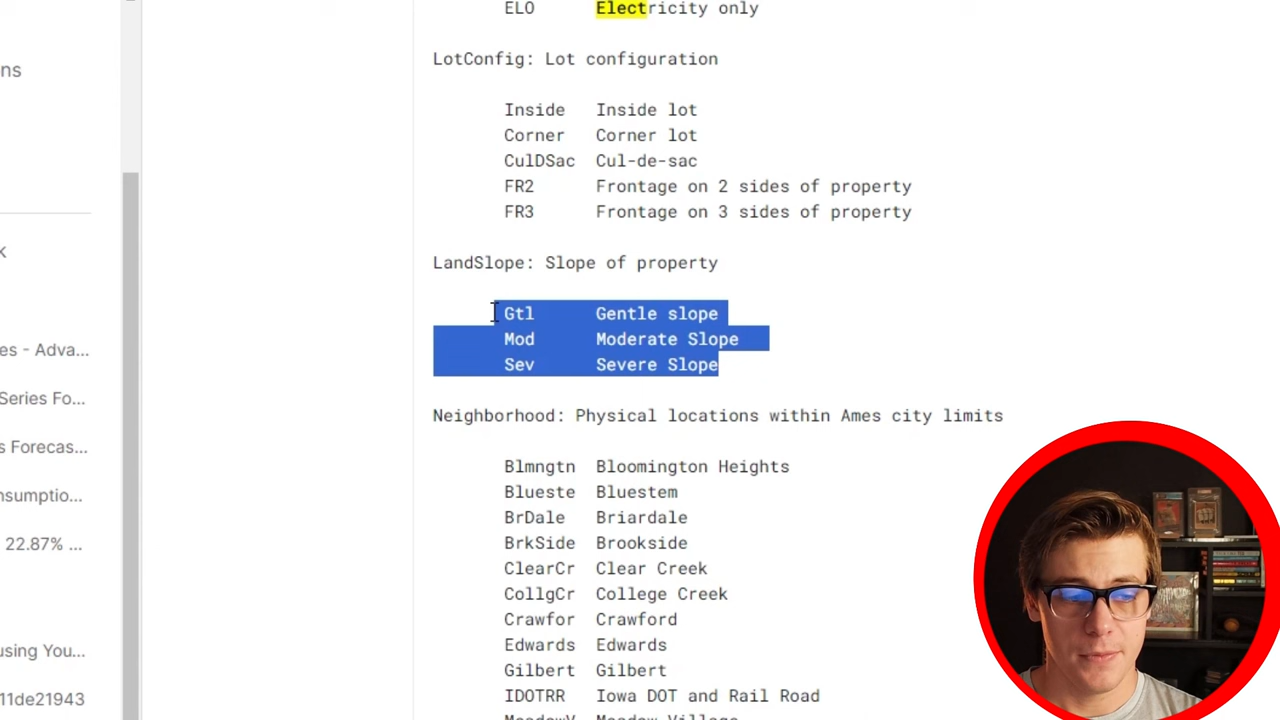 ELO Electricity only
ns
LotConfig: Lot configuration
Inside Inside lot
Corner Corner lot
CulDSac Cul-de-sac
FR2 Frontage on 2 sides of property
FR3 Frontage on 3 sides of property
k
LandSlope: Slope of property
Gtl Gentle slope
Mod Moderate Slope
es - Adva...
Sev Severe Slope
Series Fo...
Neighborhood: Physical locations within Ames city limits
s Forecas...
Blmngtn Bloomington Heights
Blueste Bluestem
nsumptio...
BrDale Briardale
BrkSide Brookside
22.87% ...
ClearCr Clear Creek
CollgCr College Creek
Crawfor Crawford
Edwards Edwards
using You...
Gilbert Gilbert
IDOTRR Iowa DOT and Rail Road
11de21943
MeadowV Meadow Village